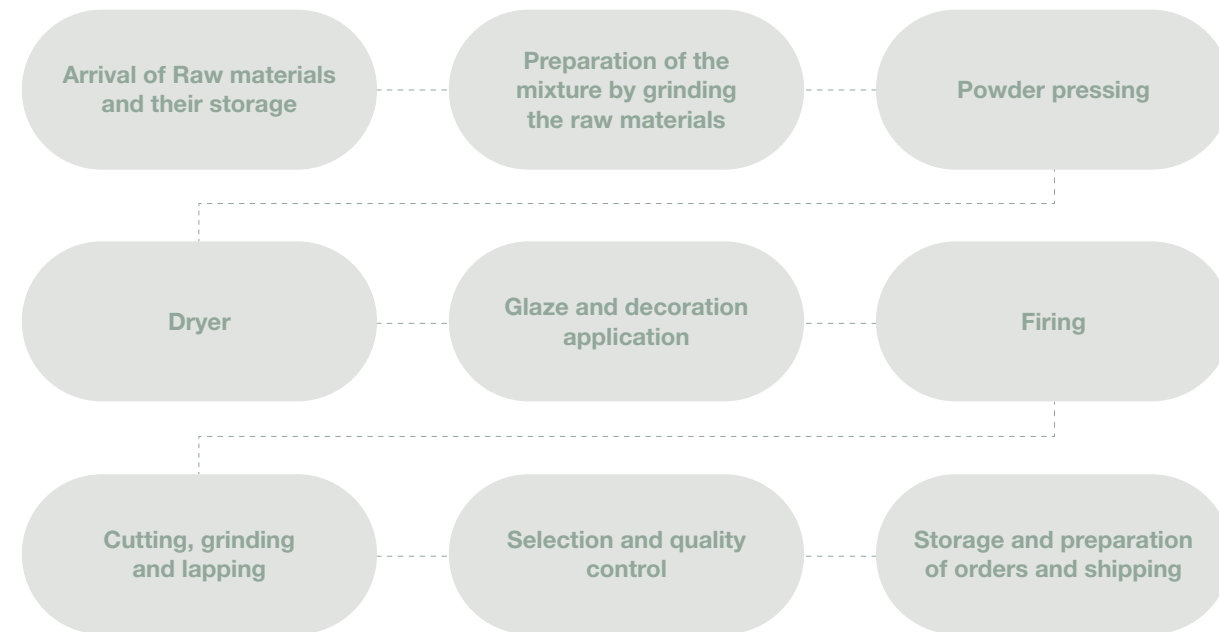 Arrival of Raw materials
and their storage
Preparation of the
mixture by grinding
the raw materials
Powder pressing
Dryer
Glaze and decoration
application
Firing
Cutting, grinding
and lapping
Selection and quality
control
Storage and preparation
of orders and shipping